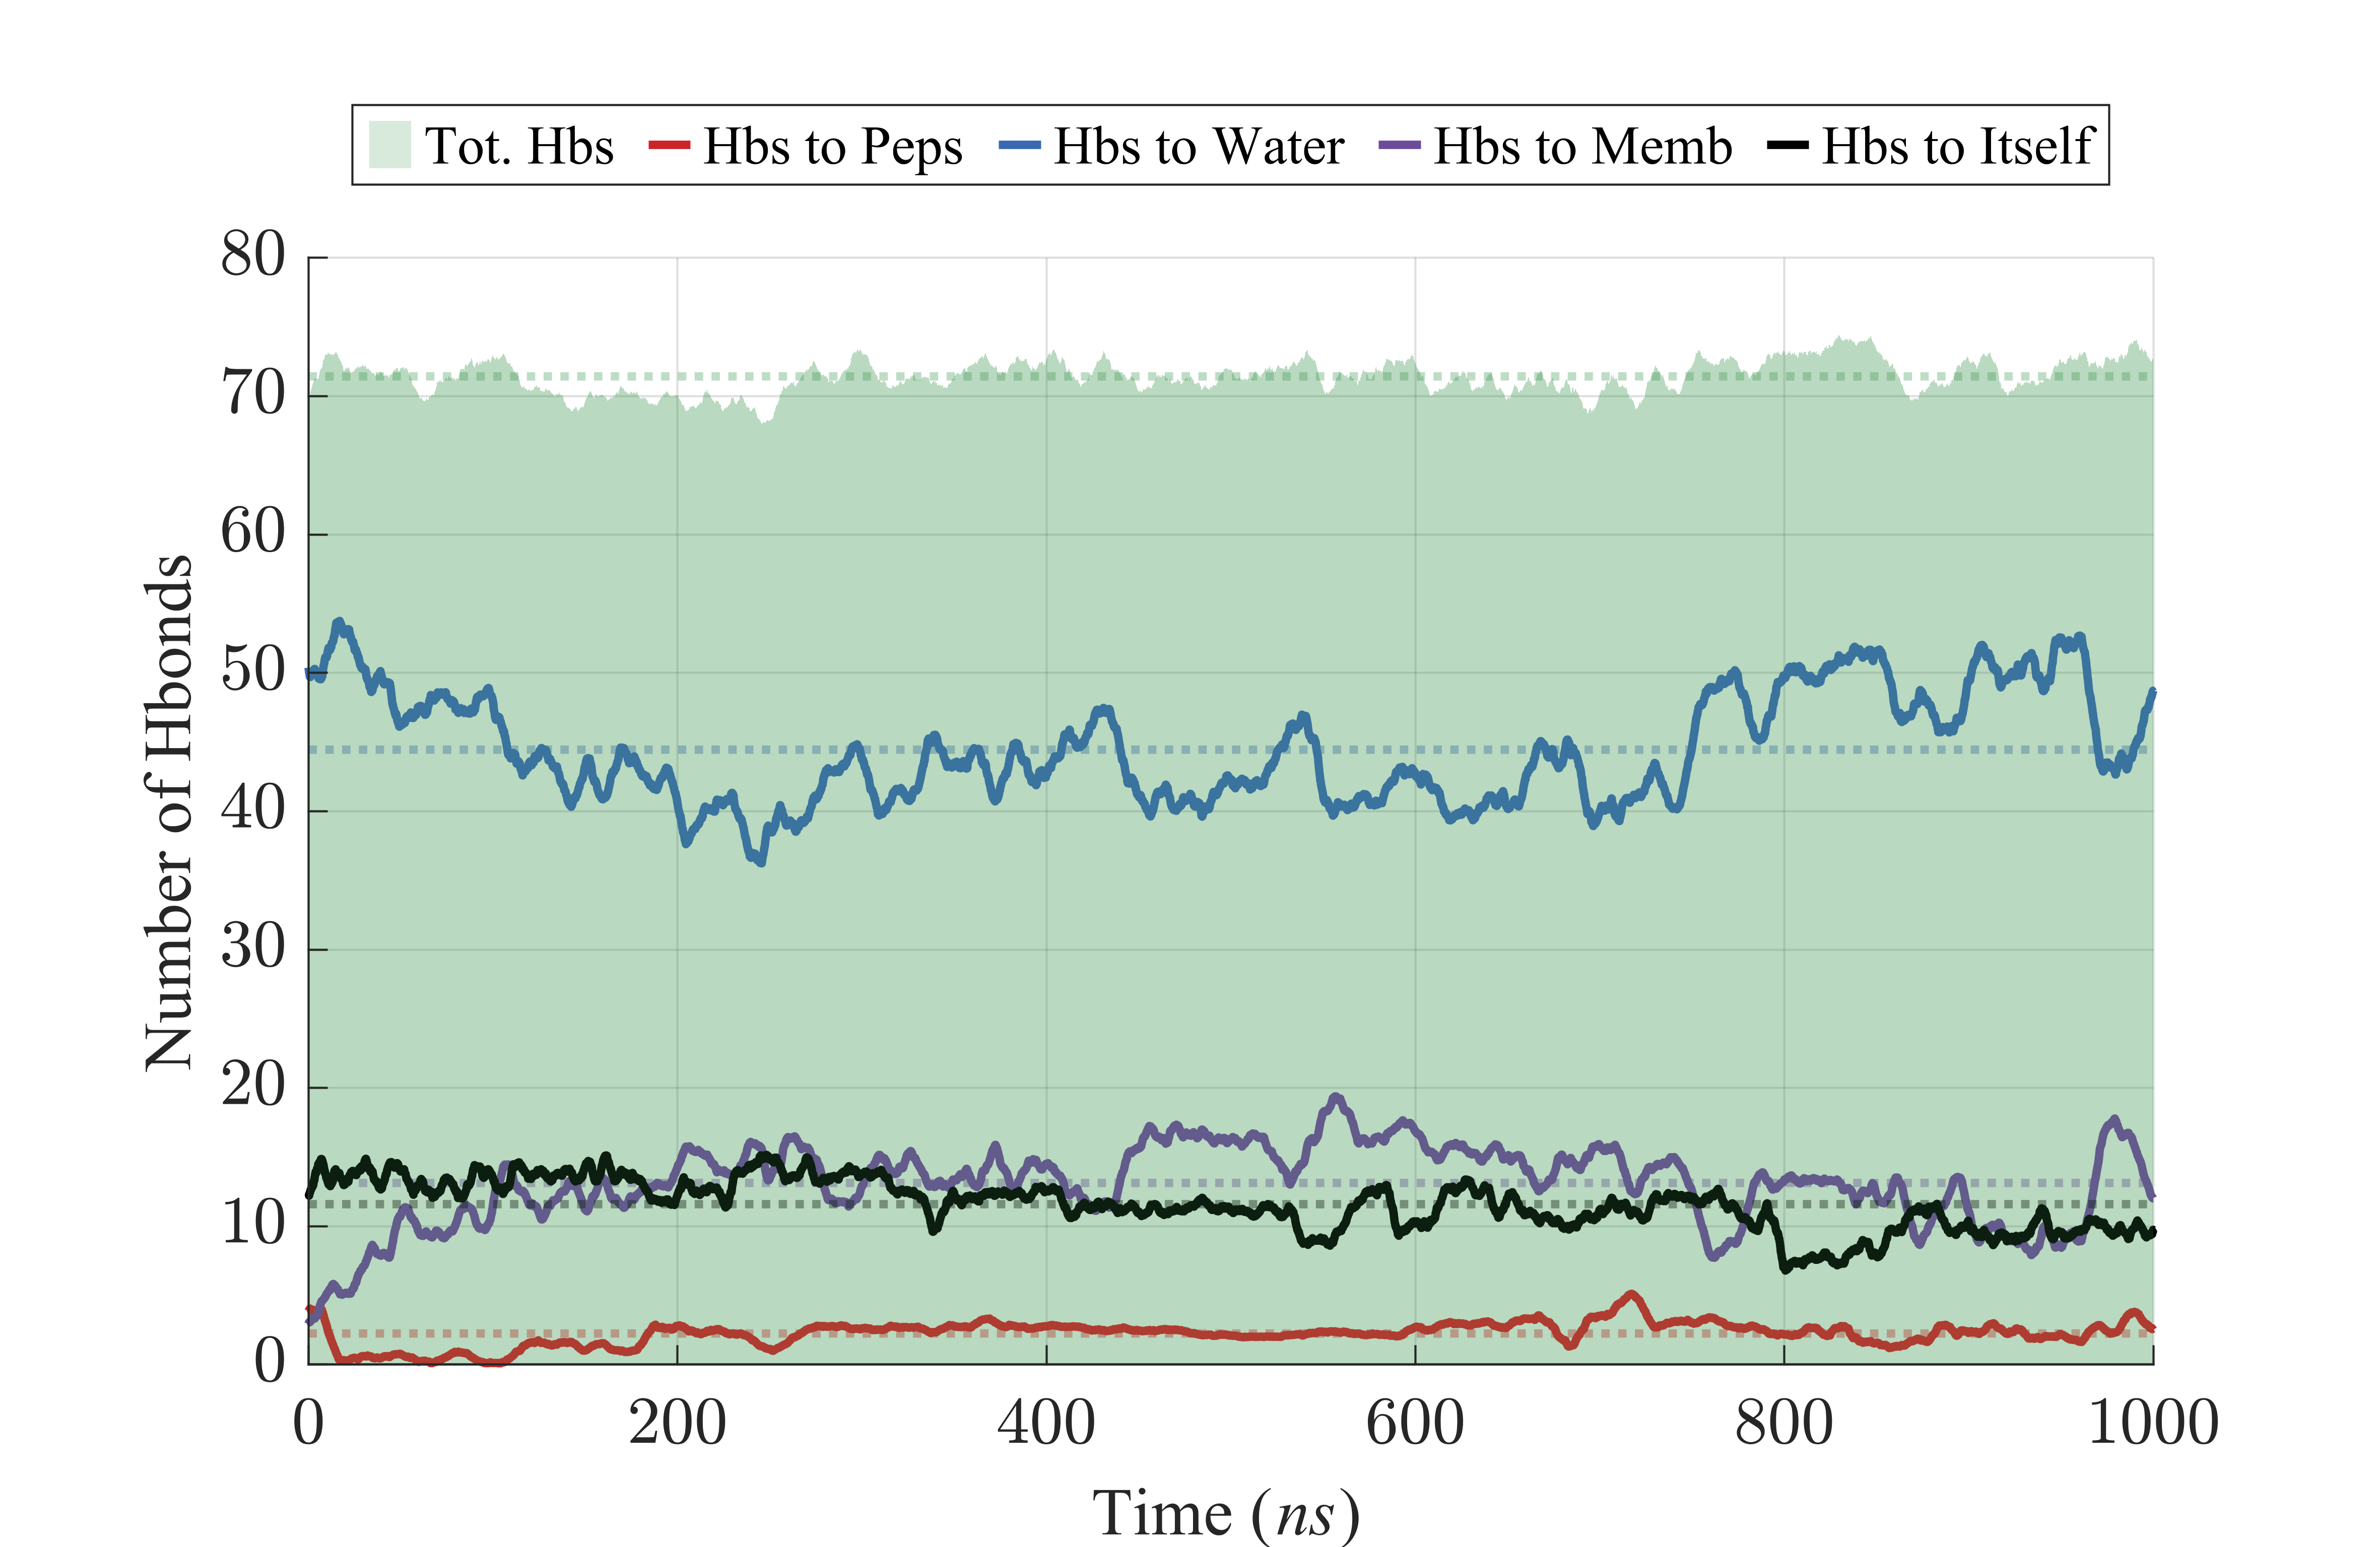 Tot. Hbs Hbs to Peps Hbs to Water Hbs to Memb Hbs to Itself
80
70
60
50
40
30
20
10
0
Number of Hbonds
0 200 400 600 800 1000
Time (ns)